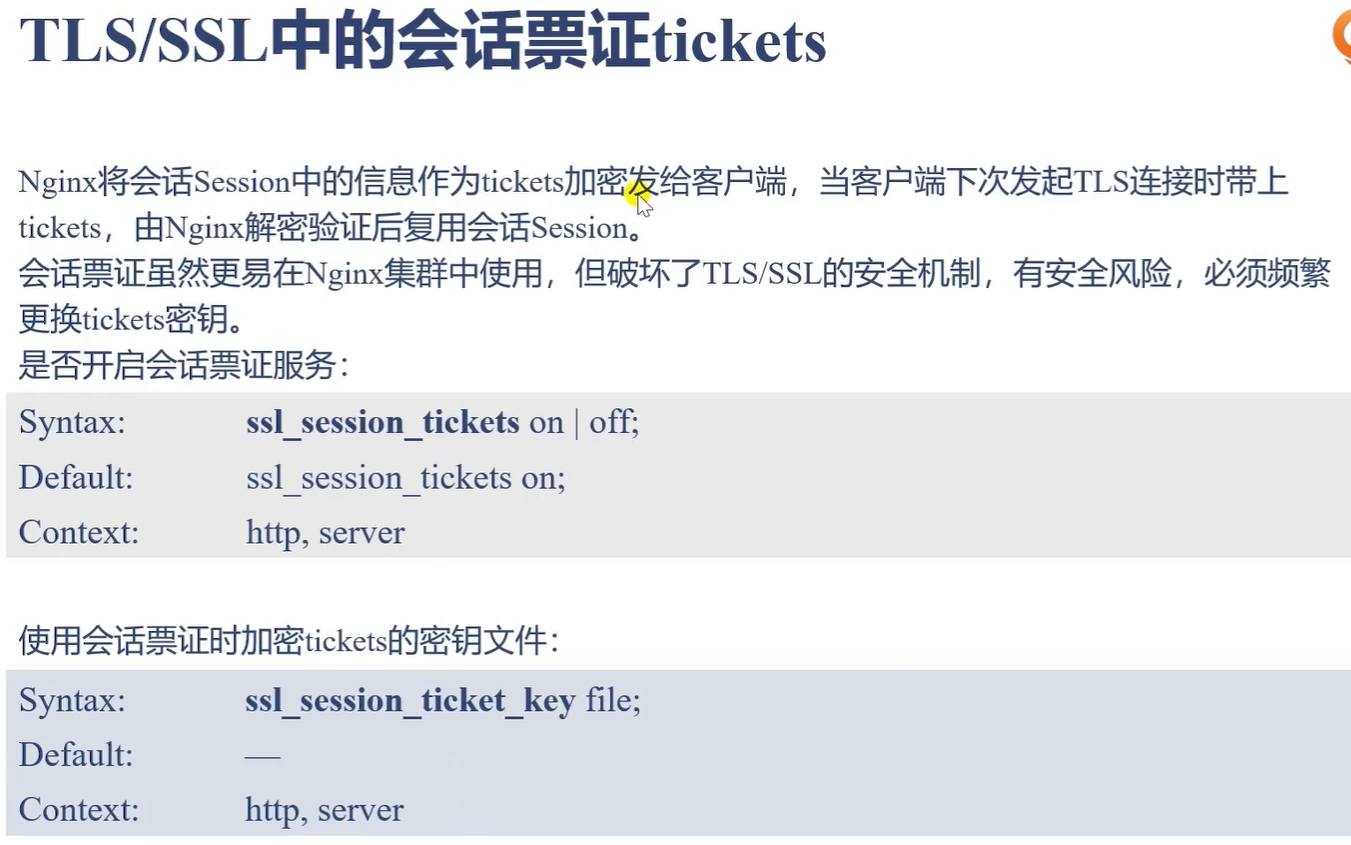 TLS/SSL中的会话票证tickets
Nginx将会话Session中的信息作为tickets加密发给客户端，当客户端下次发起TLS连接时带上
tickets，由Nginx解密验证后复用会话Session。
会话票证虽然更易在Nginx集群中使用，但破坏了TLS/SSL的安全机制，有安全风险，必须频繁
更换tickets密钥。
是否开启会话票证服务：
Syntax: ssl_session_tickets on | off;
Default: ssl_session_tickets on;
Context: http, server
使用会话票证时加密tickets的密钥文件：
Syntax: ssl_session_ticket_key file;
Default: —
Context: http, server